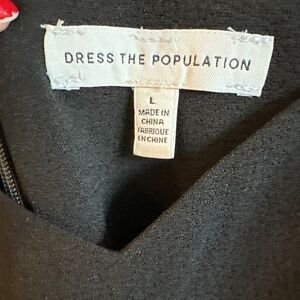 DRESS THE POPULATION
L
MADE IN
CHINA
FABRIQUE
EN CHINE